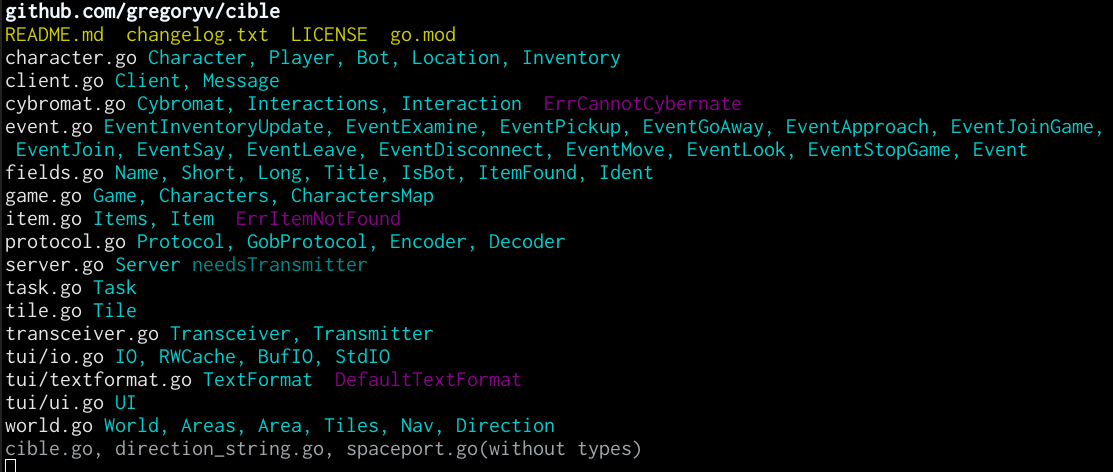 github.com/gregoryv/cible
README.md  changelog.txt  LICENSE  go.mod
character.go Character, Player, Bot, Location, Inventory
client.go Client, Message
cybromat.go Cybromat, Interactions, Interaction  ErrCannotCybernate
event.go EventInventoryUpdate, EventExamine, EventPickup, EventGoAway, EventApproach, EventJoinGame,
 EventJoin, EventSay, EventLeave, EventDisconnect, EventMove, EventLook, EventStopGame, Event
fields.go Name, Short, Long, Title, IsBot, ItemFound, Ident
game.go Game, Characters, CharactersMap
item.go Items, Item  ErrItemNotFound
protocol.go Protocol, GobProtocol, Encoder, Decoder
server.go Server needsTransmitter
task.go Task
tile.go Tile
transceiver.go Transceiver, Transmitter
tui/io.go IO, RWCache, BufIO, StdIO
tui/textformat.go TextFormat  DefaultTextFormat
tui/ui.go UI
world.go World, Areas, Area, Tiles, Nav, Direction
cible.go, direction_string.go, spaceport.go(without types)